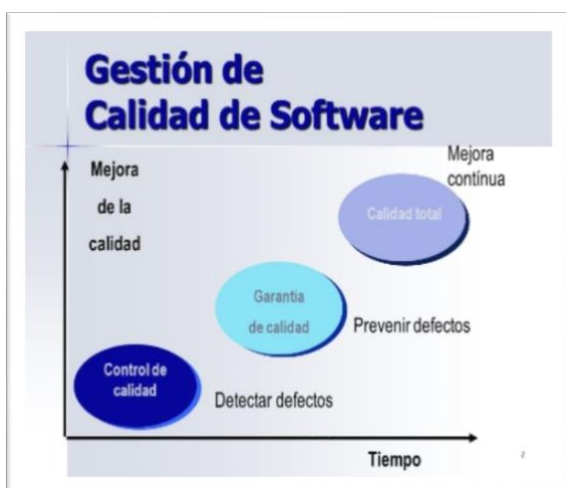 Gestión de
Calidad de Software
Mejora
de la
calidad
Mejora
contínua
Calidad total
Garantia
de calidad
Prevenir defectos
Control de
calidad
Detectar defectos
Tiempo